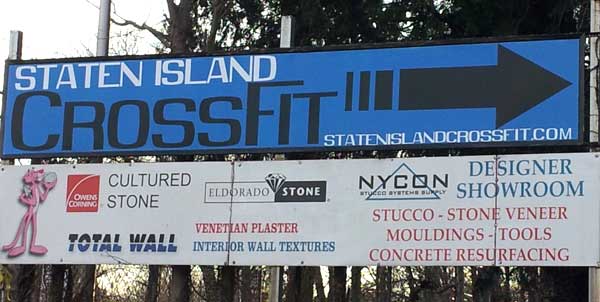 STATEN ISLAND
CROSSFIT
STATENISLANDCROSSFIT.COM
OWENS
CORNING
CULTURED
STONE
TOTAL WALL
ELDORADO STONE
VENETIAN PLASTER
INTERIOR WALL TEXTURES
NYCON
STUCCO SYSTEMS SUPPLY
DESIGNER
SHOWROOM
STUCCO - STONE VENEER
MOULDINGS - TOOLS
CONCRETE RESURFACING